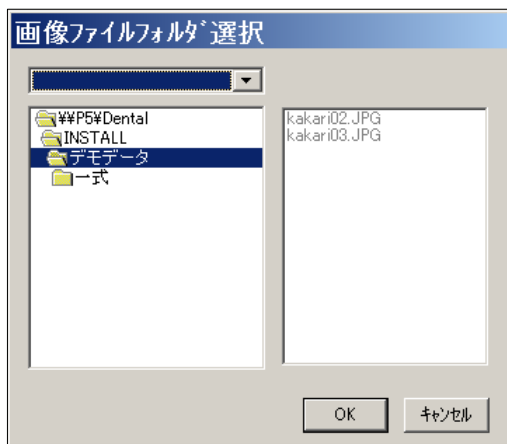 画像ファイルフォルダ選択
¥¥P5¥Dental
INSTALL
デモデータ
一式
kakari02.JPG
kakari03.JPG
OK
ｷｬﾝｾﾙ